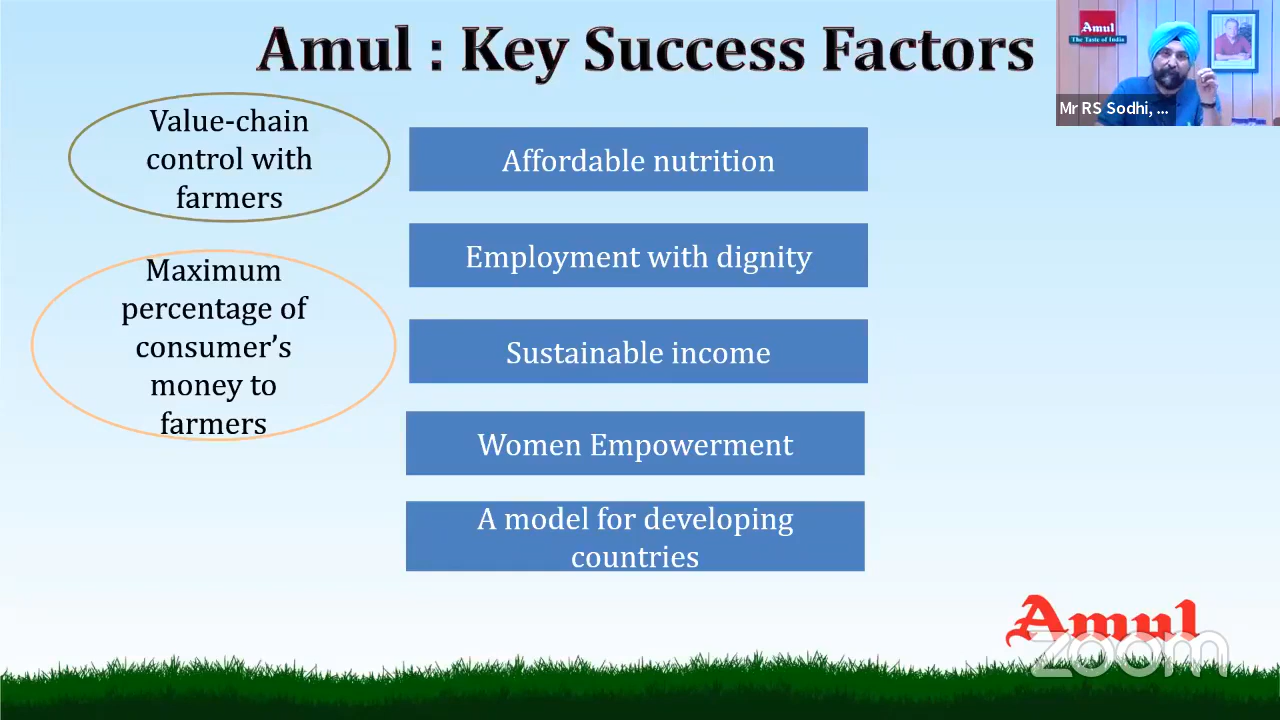 Amul : Key Success Factors
Amul
The Taste of India
Mr RS Sodhi, ...
Value-chain
control with
farmers
Affordable nutrition
Employment with dignity
Maximum
percentage of
consumer’s
money to
farmers
Sustainable income
Women Empowerment
A model for developing
countries
Amul
zoom